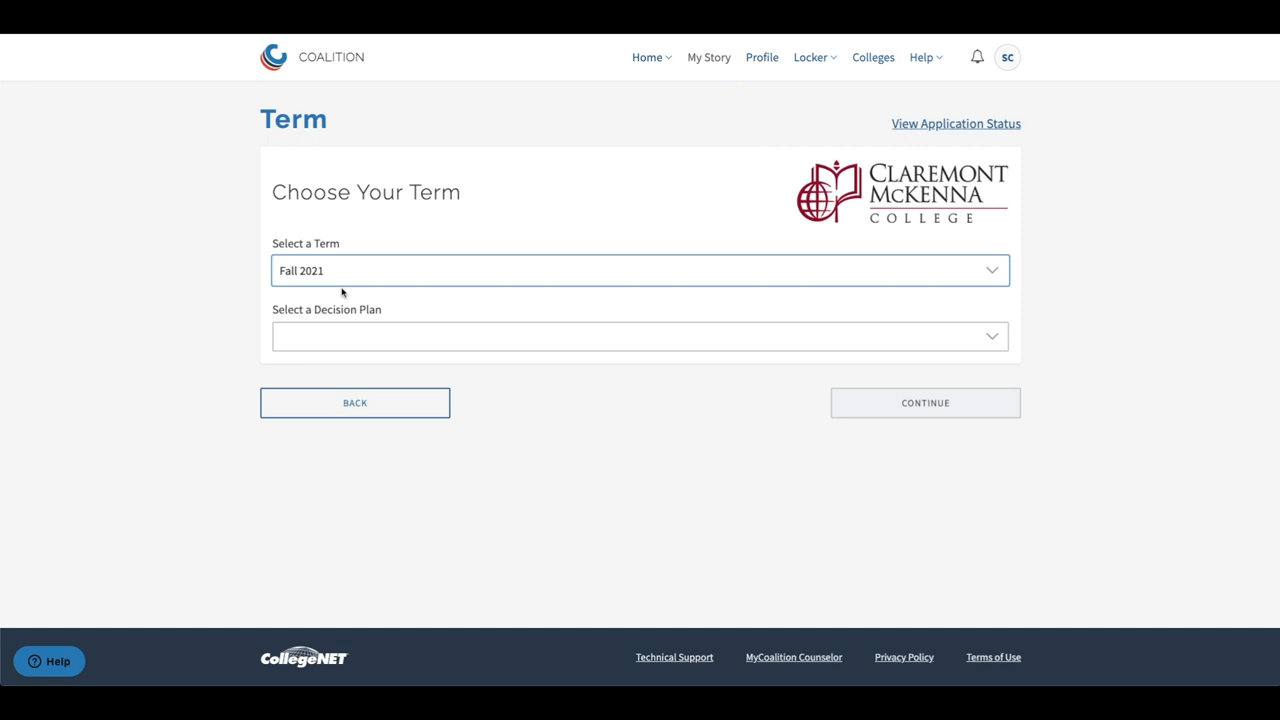 COALITION
Home
My Story
Profile
Locker
Colleges
Help
SC
Term
View Application Status
Choose Your Term
CLAREMONT
MCKENNA
COLLEGE
Select a Term
Fall 2021
Select a Decision Plan
BACK
CONTINUE
Help
CollegeNET
Technical Support
MyCoalition Counselor
Privacy Policy
Terms of Use